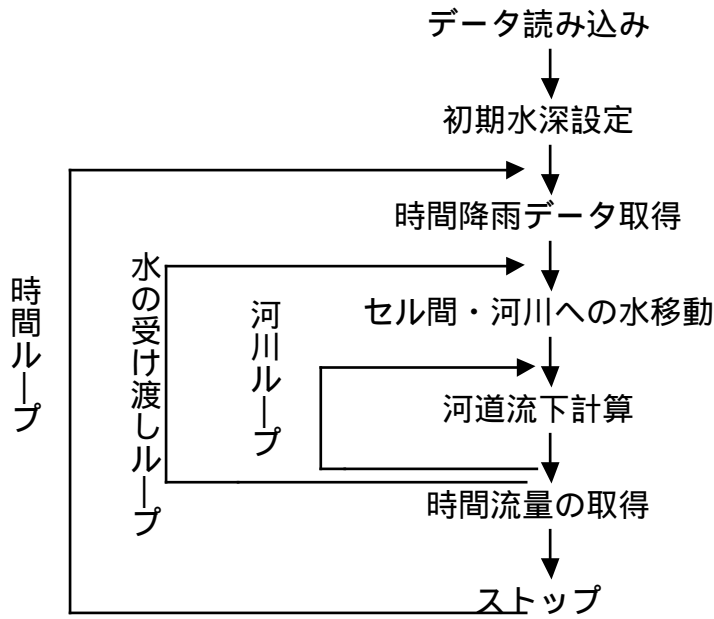 データ読み込み
初期水深設定
時間降雨データ取得
セル間・河川への水移動
河道流下計算
時間流量の取得
ストップ
時間ループ
水の受け渡しループ
河川ループ